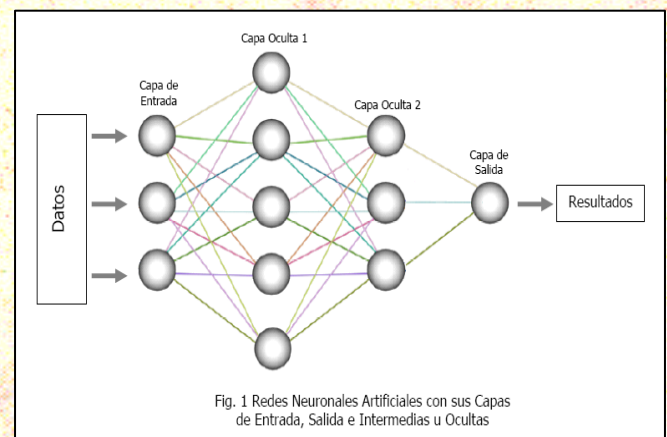 Capa Oculta 1
Capa de
Entrada
Capa Oculta 2
Capa de
Salida
Datos
Resultados
Fig. 1 Redes Neuronales Artificiales con sus Capas
de Entrada, Salida e Intermedias u Ocultas